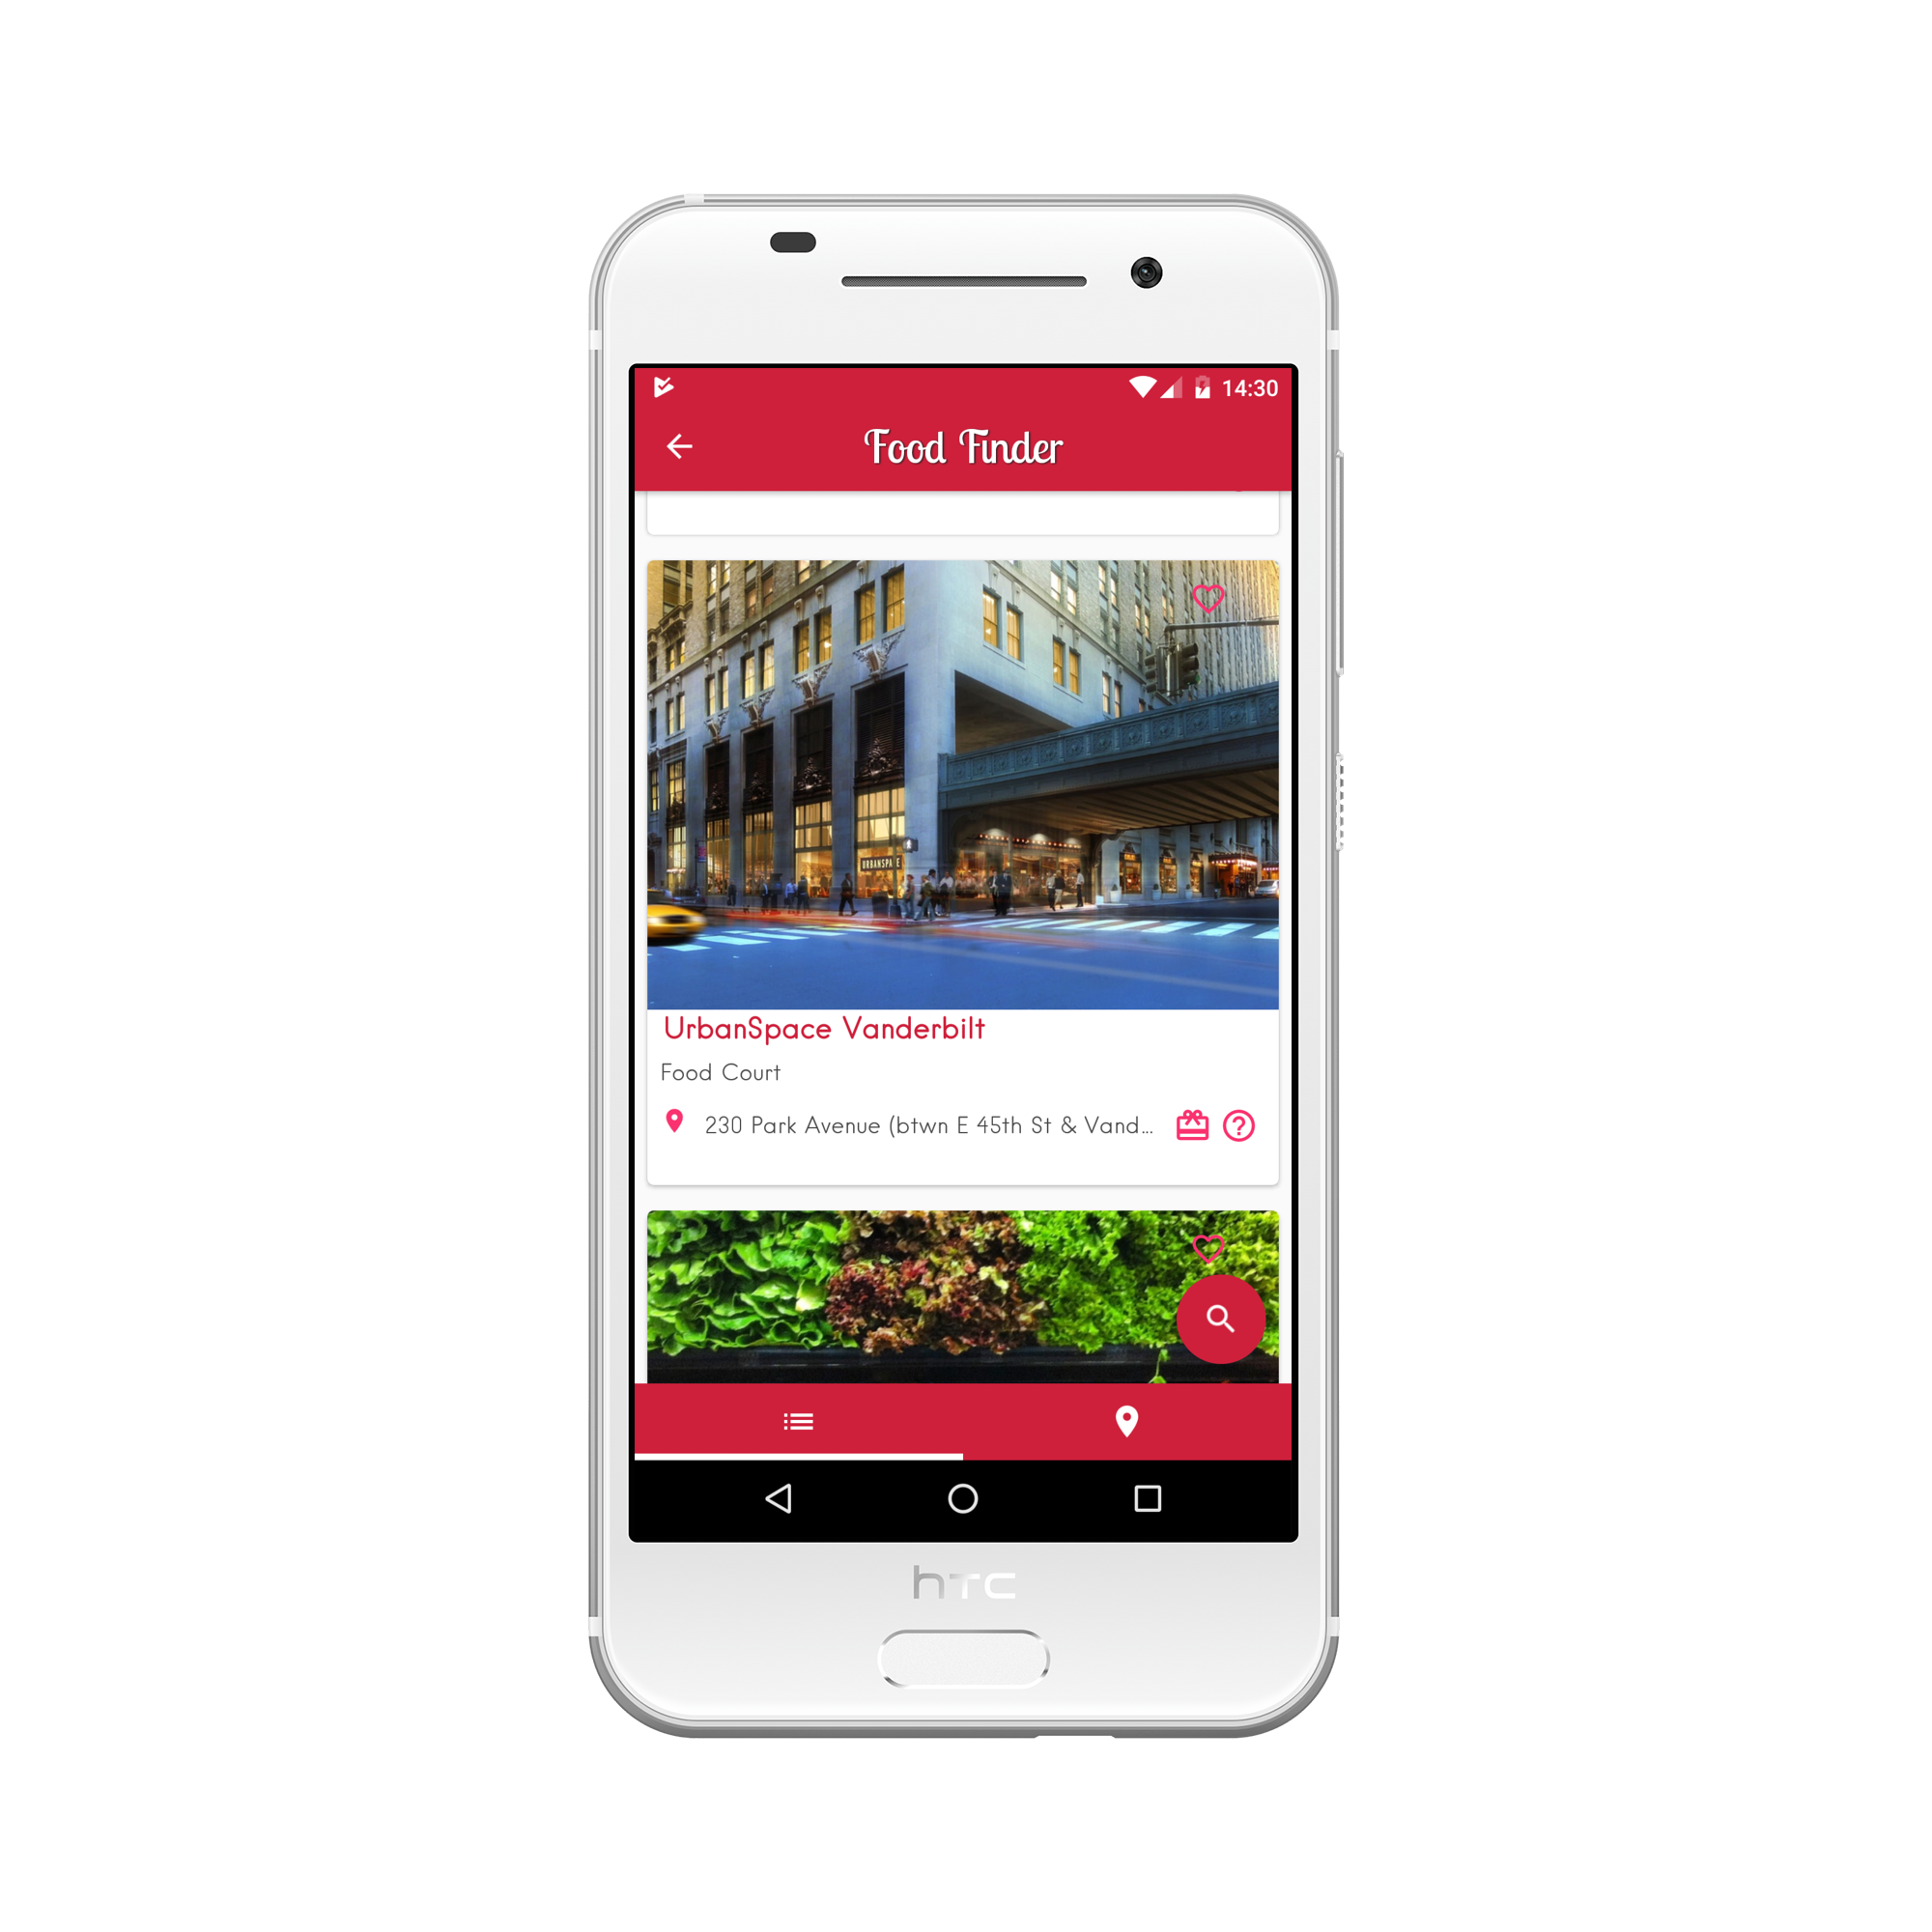 14:30
Food Finder
URBANSPACE
UrbanSpace Vanderbilt
Food Court
230 Park Avenue (btwn E 45th St & Vand...
hTC